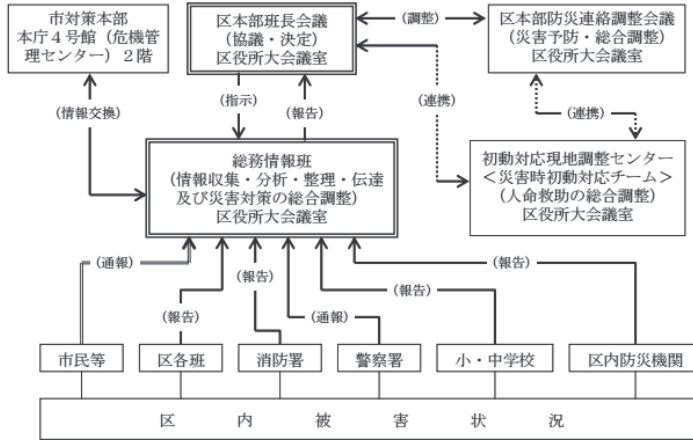 市対策本部
本庁４号館（危機管
理センター）２階
区本部班長会議
（協議・決定）
区役所大会議室
（調整）
区本部防災連絡調整会議
（災害予防・総合調整）
区役所大会議室
（情報交換）
（指示）
（報告）
（連携）
（連携）
総務情報班
（情報収集・分析・整理・伝達
及び災害対策の総合調整）
区役所大会議室
初動対応現地調整センター
＜災害時初動対応チーム＞
（人命救助の総合調整）
区役所大会議室
（通報）
（報告）
（報告）
（報告）
（報告）
（通報）
市民等
区各班
消防署
警察署
小・中学校
区内防災機関
区内被害状況